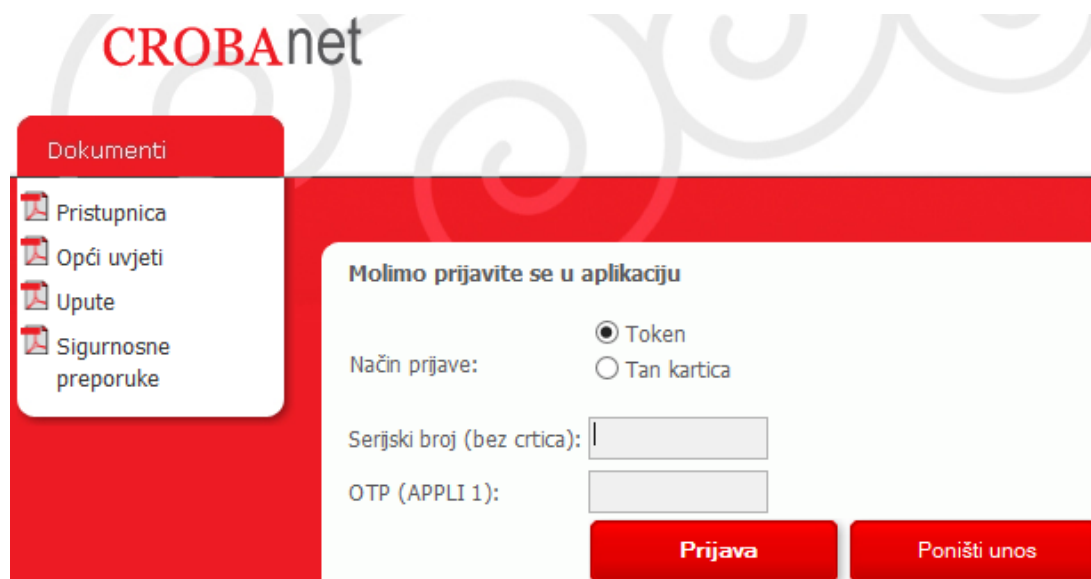 CROBAnet
Dokumenti
Pristupnica
Opći uvjeti
Upute
Sigurnosne
preporuke
Molimo prijavite se u aplikaciju
Način prijave:
Token
Tan kartica
Serijski broj (bez crtica):
OTP (APPLI 1):
Prijava
Poništi unos